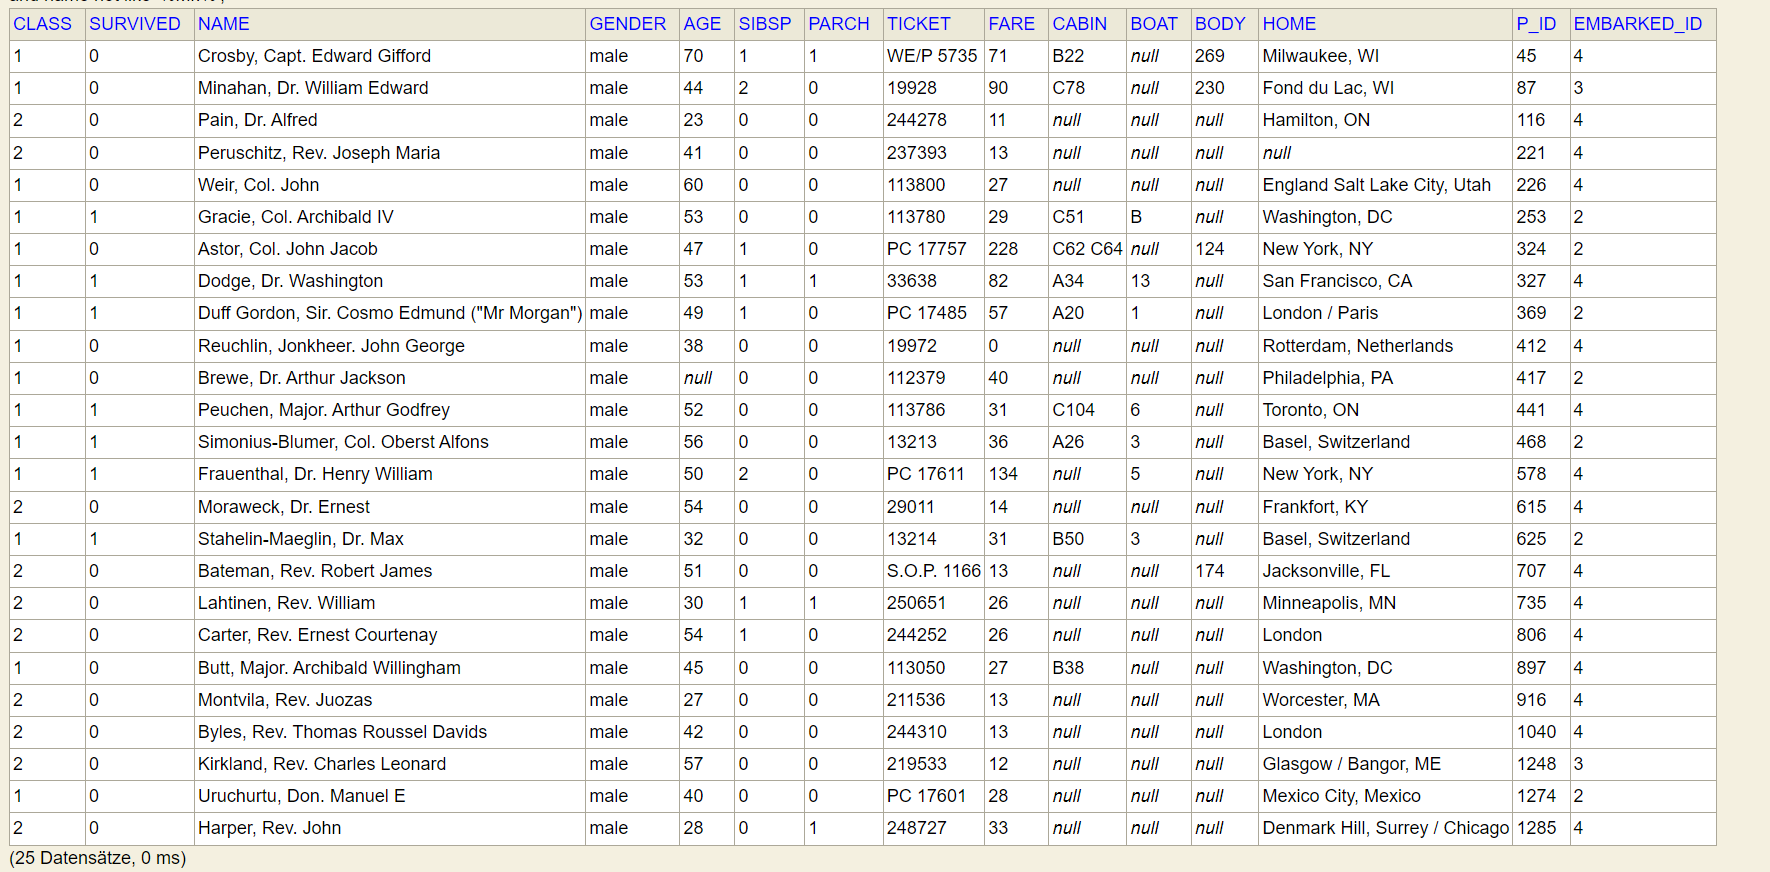 CLASS SURVIVED NAME GENDER AGE SIBSP PARCH TICKET FARE CABIN BOAT BODY HOME P_ID EMBARKED_ID
1 0 Crosby, Capt. Edward Gifford male 70 1 1 WE/P 5735 71 B22 null 269 Milwaukee, WI 45 4
1 0 Minahan, Dr. William Edward male 44 2 0 19928 90 C78 null 230 Fond du Lac, WI 87 3
2 0 Pain, Dr. Alfred male 23 0 0 244278 11 null null null Hamilton, ON 116 4
2 0 Peruschitz, Rev. Joseph Maria male 41 0 0 237393 13 null null null null 221 4
1 0 Weir, Col. John male 60 0 0 113800 27 null null null England Salt Lake City, Utah 226 4
1 1 Gracie, Col. Archibald IV male 53 0 0 113780 29 C51 B null Washington, DC 253 2
1 0 Astor, Col. John Jacob male 47 1 0 PC 17757 228 C62 C64 null 124 New York, NY 324 2
1 1 Dodge, Dr. Washington male 53 1 1 33638 82 A34 13 null San Francisco, CA 327 4
1 1 Duff Gordon, Sir. Cosmo Edmund ("Mr Morgan") male 49 1 0 PC 17485 57 A20 1 null London / Paris 369 2
1 0 Reuchlin, Jonkheer. John George male 38 0 0 19972 0 null null null Rotterdam, Netherlands 412 4
1 0 Brewe, Dr. Arthur Jackson male null 0 0 112379 40 null null null Philadelphia, PA 417 2
1 1 Peuchen, Major. Arthur Godfrey male 52 0 0 113786 31 C104 6 null Toronto, ON 441 4
1 1 Simonius-Blumer, Col. Oberst Alfons male 56 0 0 13213 36 A26 3 null Basel, Switzerland 468 2
1 1 Frauenthal, Dr. Henry William male 50 2 0 PC 17611 134 null 5 null New York, NY 578 4
2 0 Moraweck, Dr. Ernest male 54 0 0 29011 14 null null null Frankfort, KY 615 4
1 1 Stahelin-Maeglin, Dr. Max male 32 0 0 13214 31 B50 3 null Basel, Switzerland 625 2
2 0 Bateman, Rev. Robert James male 51 0 0 S.O.P. 1166 13 null null 174 Jacksonville, FL 707 4
2 0 Lahtinen, Rev. William male 30 1 1 250651 26 null null null Minneapolis, MN 735 4
2 0 Carter, Rev. Ernest Courtenay male 54 1 0 244252 26 null null null London 806 4
1 0 Butt, Major. Archibald Willingham male 45 0 0 113050 27 B38 null null Washington, DC 897 4
2 0 Montvila, Rev. Juozas male 27 0 0 211536 13 null null null Worcester, MA 916 4
2 0 Byles, Rev. Thomas Roussel Davids male 42 0 0 244310 13 null null null London 1040 4
2 0 Kirkland, Rev. Charles Leonard male 57 0 0 219533 12 null null null Glasgow / Bangor, ME 1248 3
1 0 Uruchurtu, Don. Manuel E male 40 0 0 PC 17601 28 null null null Mexico City, Mexico 1274 2
2 0 Harper, Rev. John male 28 0 1 248727 33 null null null Denmark Hill, Surrey / Chicago 1285 4
(25 Datensätze, 0 ms)